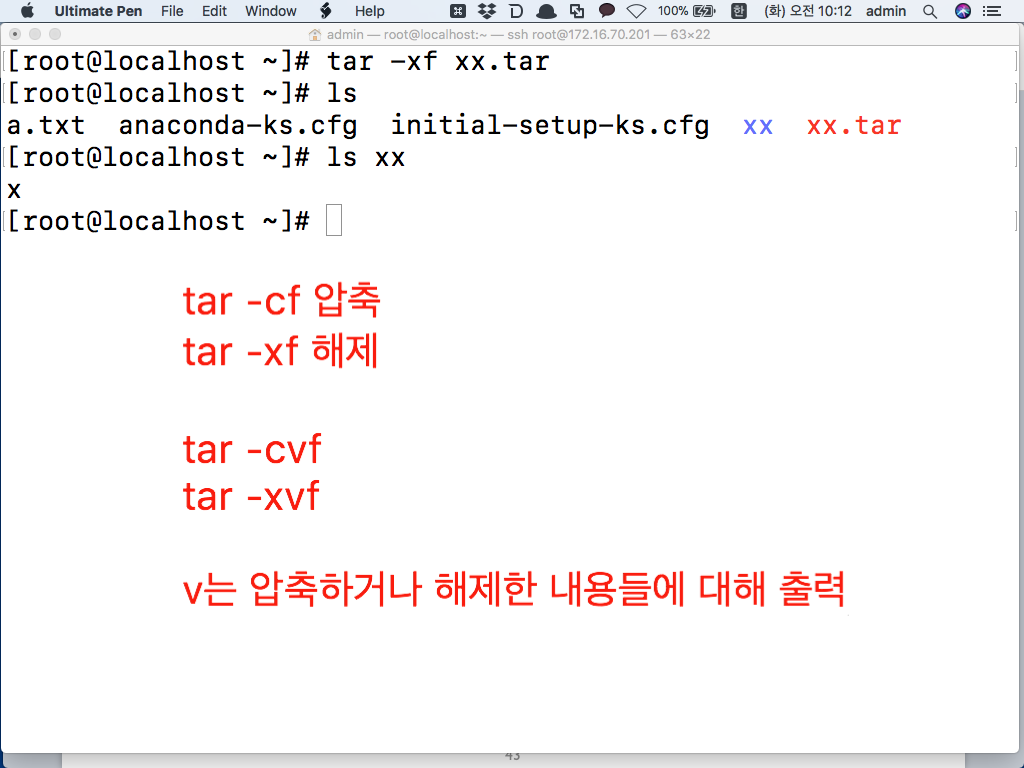 Ultimate Pen File Edit Window Help 100% 한 (화) 오전 10:12 admin
admin — root@localhost:~ — ssh root@172.16.70.201 — 63×22
[root@localhost ~]# tar -xf xx.tar
[root@localhost ~]# ls
a.txt anaconda-ks.cfg initial-setup-ks.cfg xx xx.tar
[root@localhost ~]# ls xx
x
[root@localhost ~]#
tar -cf 압축
tar -xf 해제
tar -cvf
tar -xvf
v는 압축하거나 해제한 내용들에 대해 출력
43